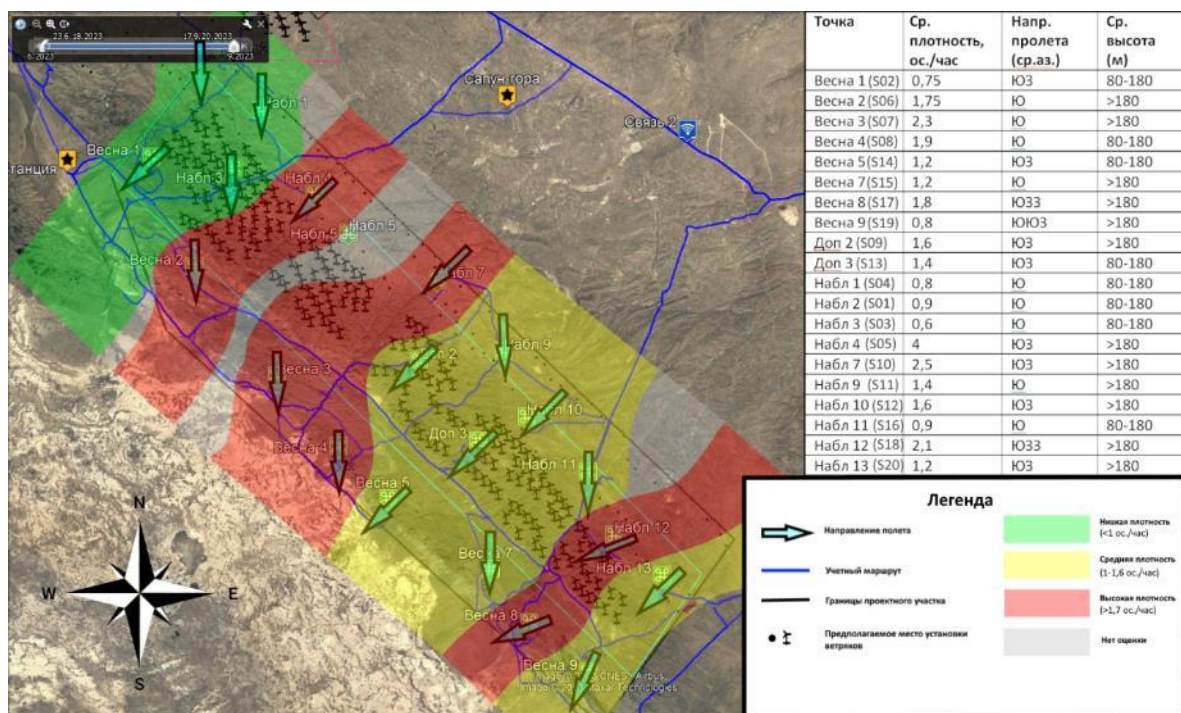 23.6.18.2023
17.9.20.2023
Сапун-гора
Связь 2
станция
Набл 1
Весна 1
Набл 3
Набл 4
Набл 5
Набл 5
Весна 2
Набл 7
Весна 3
Набл 9
Набл 10
Доп 3
Весна 4
Набл 11
Весна 5
Набл 12
Весна 7
Набл 13
Весна 8
Весна 9
N
W
E
S
Точка Ср. плотность, ос./час Напр. пролета (ср.аз.) Ср. высота (м)
Весна 1 (S02) 0,75 ЮЗ 80-180
Весна 2 (S06) 1,75 Ю >180
Весна 3 (S07) 2,3 Ю >180
Весна 4 (S08) 1,9 Ю 80-180
Весна 5 (S14) 1,2 ЮЗ 80-180
Весна 7 (S15) 1,2 Ю >180
Весна 8 (S17) 1,8 ЮЗЗ >180
Весна 9 (S19) 0,8 ЮЮЗ >180
Доп 2 (S09) 1,6 ЮЗ >180
Доп 3 (S13) 1,4 ЮЗ 80-180
Набл 1 (S04) 0,8 Ю 80-180
Набл 2 (S01) 0,9 Ю 80-180
Набл 3 (S03) 0,6 Ю 80-180
Набл 4 (S05) 4 ЮЗ >180
Набл 7 (S10) 2,5 ЮЗ >180
Набл 9 (S11) 1,4 Ю >180
Набл 10 (S12) 1,6 ЮЗ >180
Набл 11 (S16) 0,9 Ю 80-180
Набл 12 (S18) 2,1 ЮЗЗ >180
Набл 13 (S20) 1,2 ЮЗ >180
Легенда
Направление полета
Учетный маршрут
Границы проектного участка
Предполагаемое место установки
ветряков
Низкая плотность
(<1 ос./час)
Средняя плотность
(1-1,6 ос./час)
Высокая плотность
(>1,7 ос./час)
Нет оценки